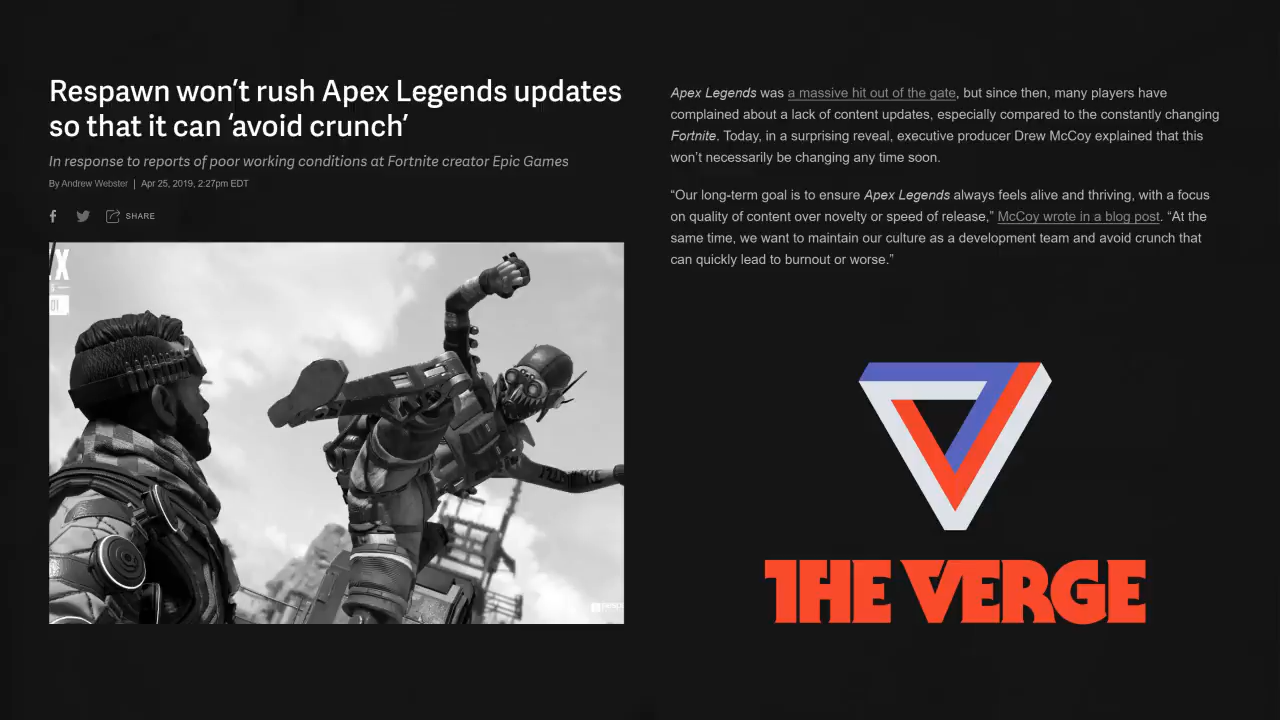 Respawn won't rush Apex Legends updates
so that it can ‘avoid crunch’
In response to reports of poor working conditions at Fortnite creator Epic Games
By Andrew Webster | Apr 25, 2019, 2:27pm EDT
SHARE
X
01
Apex Legends was a massive hit out of the gate, but since then, many players have
complained about a lack of content updates, especially compared to the constantly changing
Fortnite. Today, in a surprising reveal, executive producer Drew McCoy explained that this
won’t necessarily be changing any time soon.
“Our long-term goal is to ensure Apex Legends always feels alive and thriving, with a focus
on quality of content over novelty or speed of release,” McCoy wrote in a blog post. “At the
same time, we want to maintain our culture as a development team and avoid crunch that
can quickly lead to burnout or worse.”
THE VERGE